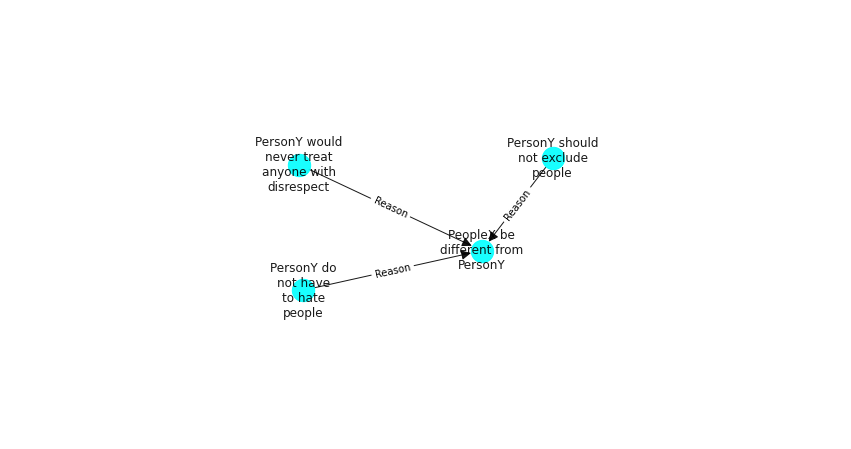 PersonY would
never treat
anyone with
disrespect
PersonY should
not exclude
people
Reason
Reason
PeopleX be
different from
PersonY
Reason
PersonY do
not have
to hate
people